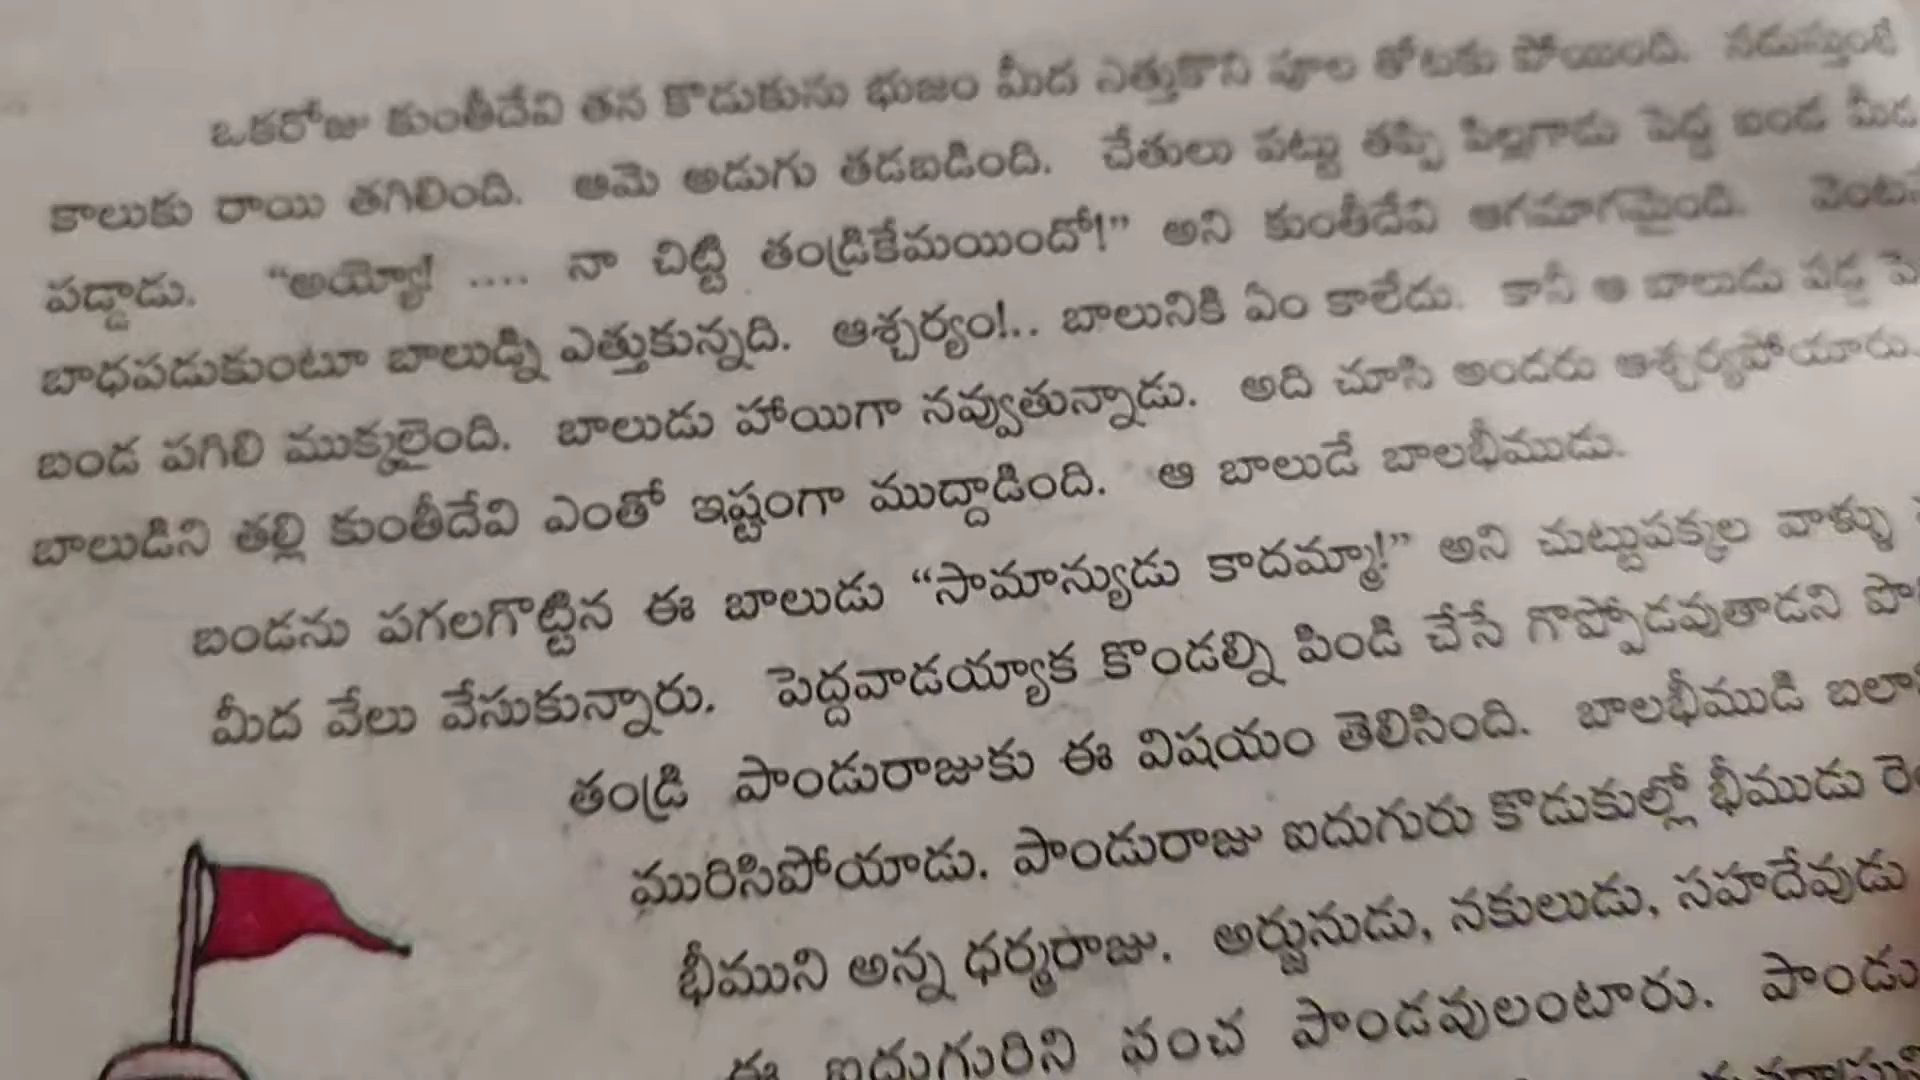 ఒకరోజు కుంతీదేవి తన కొడుకును భుజం మీద ఎత్తుకొని పూల తోటకు పోయింది. నడుస్తుంటే
కాలుకు రాయి తగిలింది. ఆమె అడుగు తడబడింది. చేతులు పట్టు తప్పి పిల్లగాడు పెద్ద బండ మీద
పడ్డాడు. “అయ్యో! .... నా చిట్టి తండ్రికేమయిందో!” అని కుంతీదేవి ఆగమాగమైంది.
బాధపడుకుంటూ బాలుడ్ని ఎత్తుకున్నది. ఆశ్చర్యం!.. బాలునికి ఏం కాలేదు. కానీ ఆ బాలుడు పడ్డ
బండ పగిలి ముక్కలైంది. బాలుడు హాయిగా నవ్వుతున్నాడు. అది చూసి అందరు ఆశ్చర్యపోయారు.
బాలుడిని తల్లి కుంతీదేవి ఎంతో ఇష్టంగా ముద్దాడింది. ఆ బాలుడే బాలభీముడు.
బండను పగలగొట్టిన ఈ బాలుడు “సామాన్యుడు కాదమ్మా!” అని చుట్టుపక్కల వాళ్ళు
మీద వేలు వేసుకున్నారు. పెద్దవాడయ్యాక కొండల్ని పిండి చేసే గొప్పోడవుతాడని
తండ్రి పాండురాజుకు ఈ విషయం తెలిసింది. బాలభీముడి
మురిసిపోయాడు. పాండురాజు ఐదుగురు కొడుకుల్లో భీముడు
భీముని అన్న ధర్మరాజు. అర్జునుడు, నకులుడు, సహదేవుడు
ఈ ఐదుగురిని పంచ పాండవులంటారు.